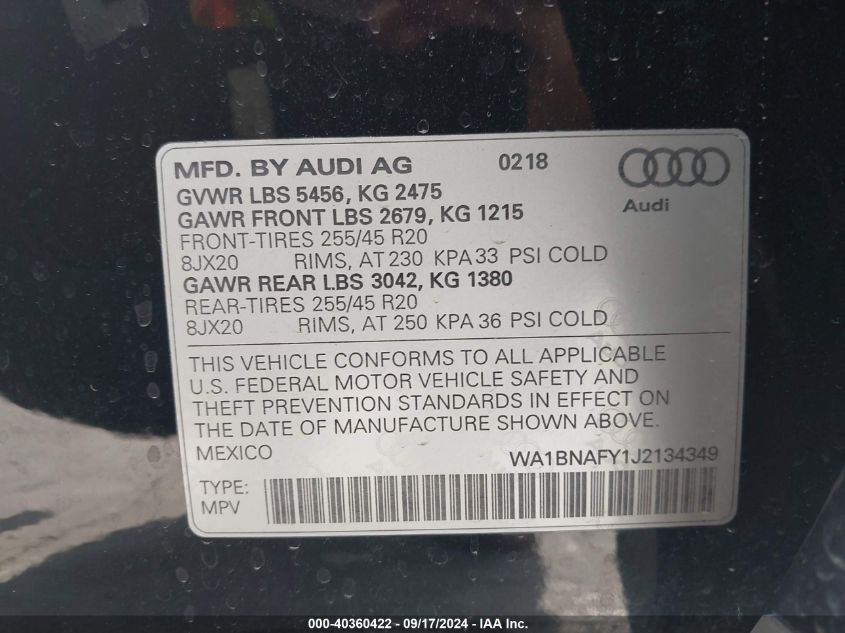 MFD. BY AUDI AG 0218
GVWR LBS 5456, KG 2475
GAWR FRONT LBS 2679, KG 1215
Audi
FRONT-TIRES 255/45 R20
8JX20 RIMS, AT 230 KPA 33 PSI COLD
GAWR REAR LBS 3042, KG 1380
REAR-TIRES 255/45 R20
8JX20 RIMS, AT 250 KPA 36 PSI COLD
THIS VEHICLE CONFORMS TO ALL APPLICABLE
U.S. FEDERAL MOTOR VEHICLE SAFETY AND
THEFT PREVENTION STANDARDS IN EFFECT ON
THE DATE OF MANUFACTURE SHOWN ABOVE.
MEXICO WA1BNAFY1J2134349
TYPE:
MPV
000-40360422 - 09/17/2024 - IAA Inc.